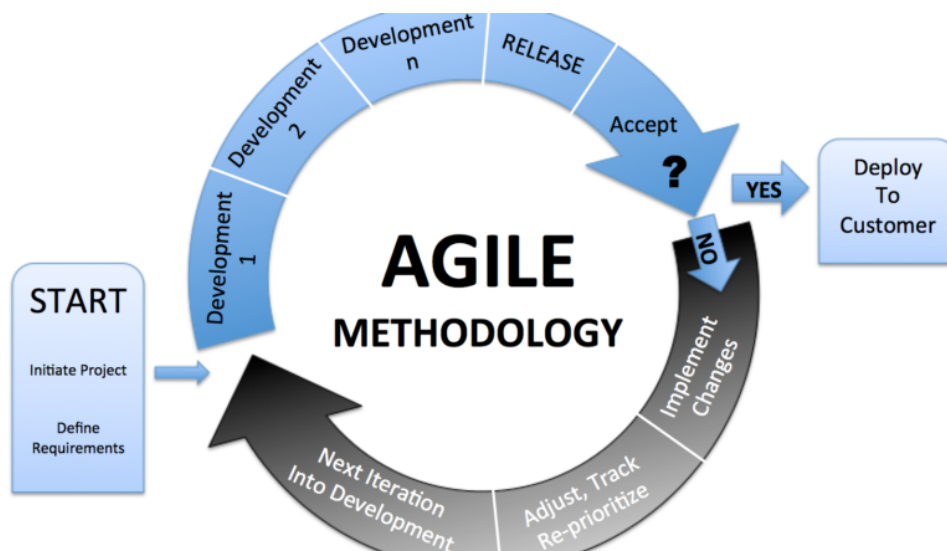 START
Initiate Project
Define
Requirements
Development
1
Development
2
Development
n
RELEASE
Accept
?
YES
Deploy
To
Customer
NO
Implement
Changes
Adjust, Track
Re-prioritize
Next Iteration
Into Development
AGILE
METHODOLOGY